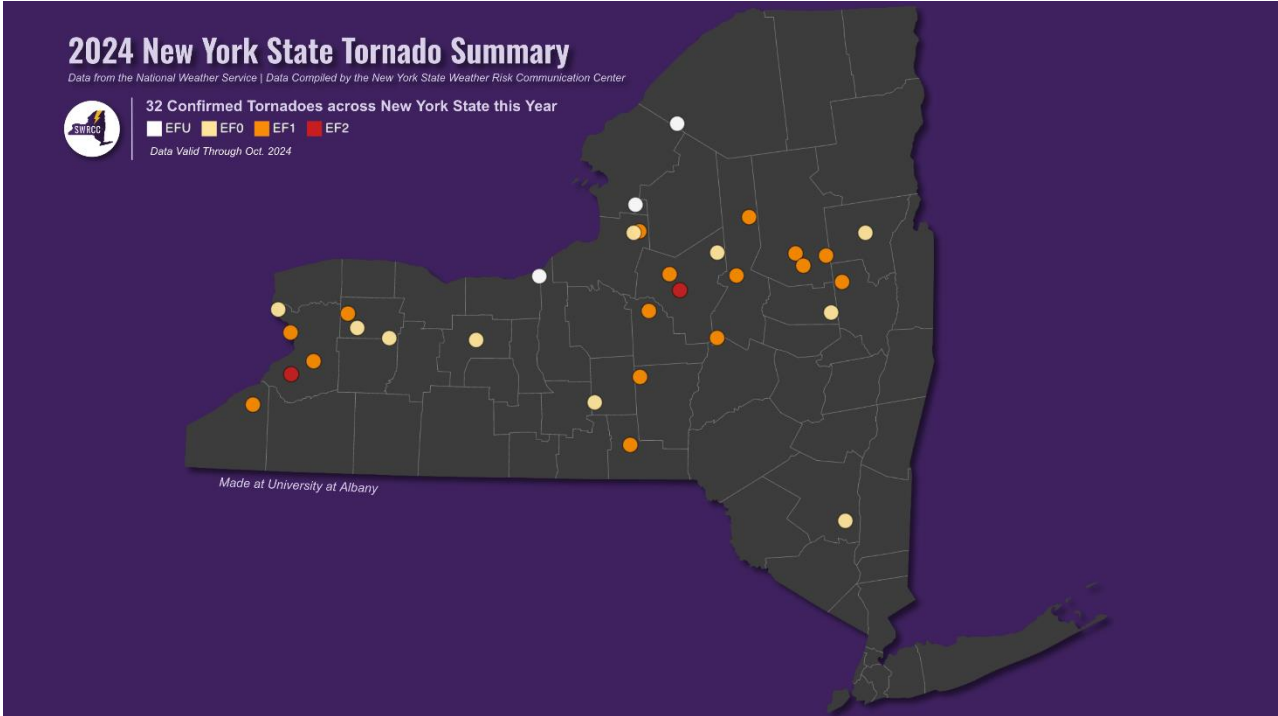 2024 New York State Tornado Summary
Data from the National Weather Service | Data Compiled by the New York State Weather Risk Communication Center
32 Confirmed Tornadoes across New York State this Year
SWRCC
EFU EF0 EF1 EF2
Data Valid Through Oct. 2024
Made at University at Albany